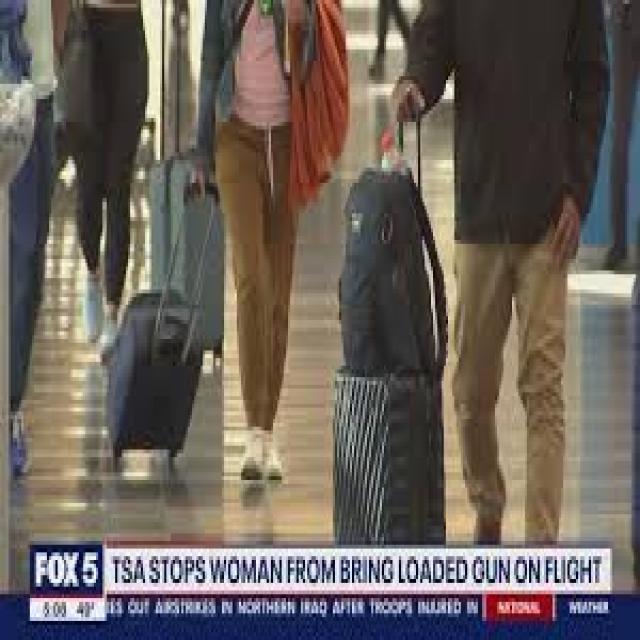 FOX 5 TSA STOPS WOMAN FROM BRING LOADED GUN ON FLIGHT
5:08 49° ES OUT AIRSTRIKES IN NORTHERN IRAQ AFTER TROOPS INJURED IN NATIONAL WEATHER